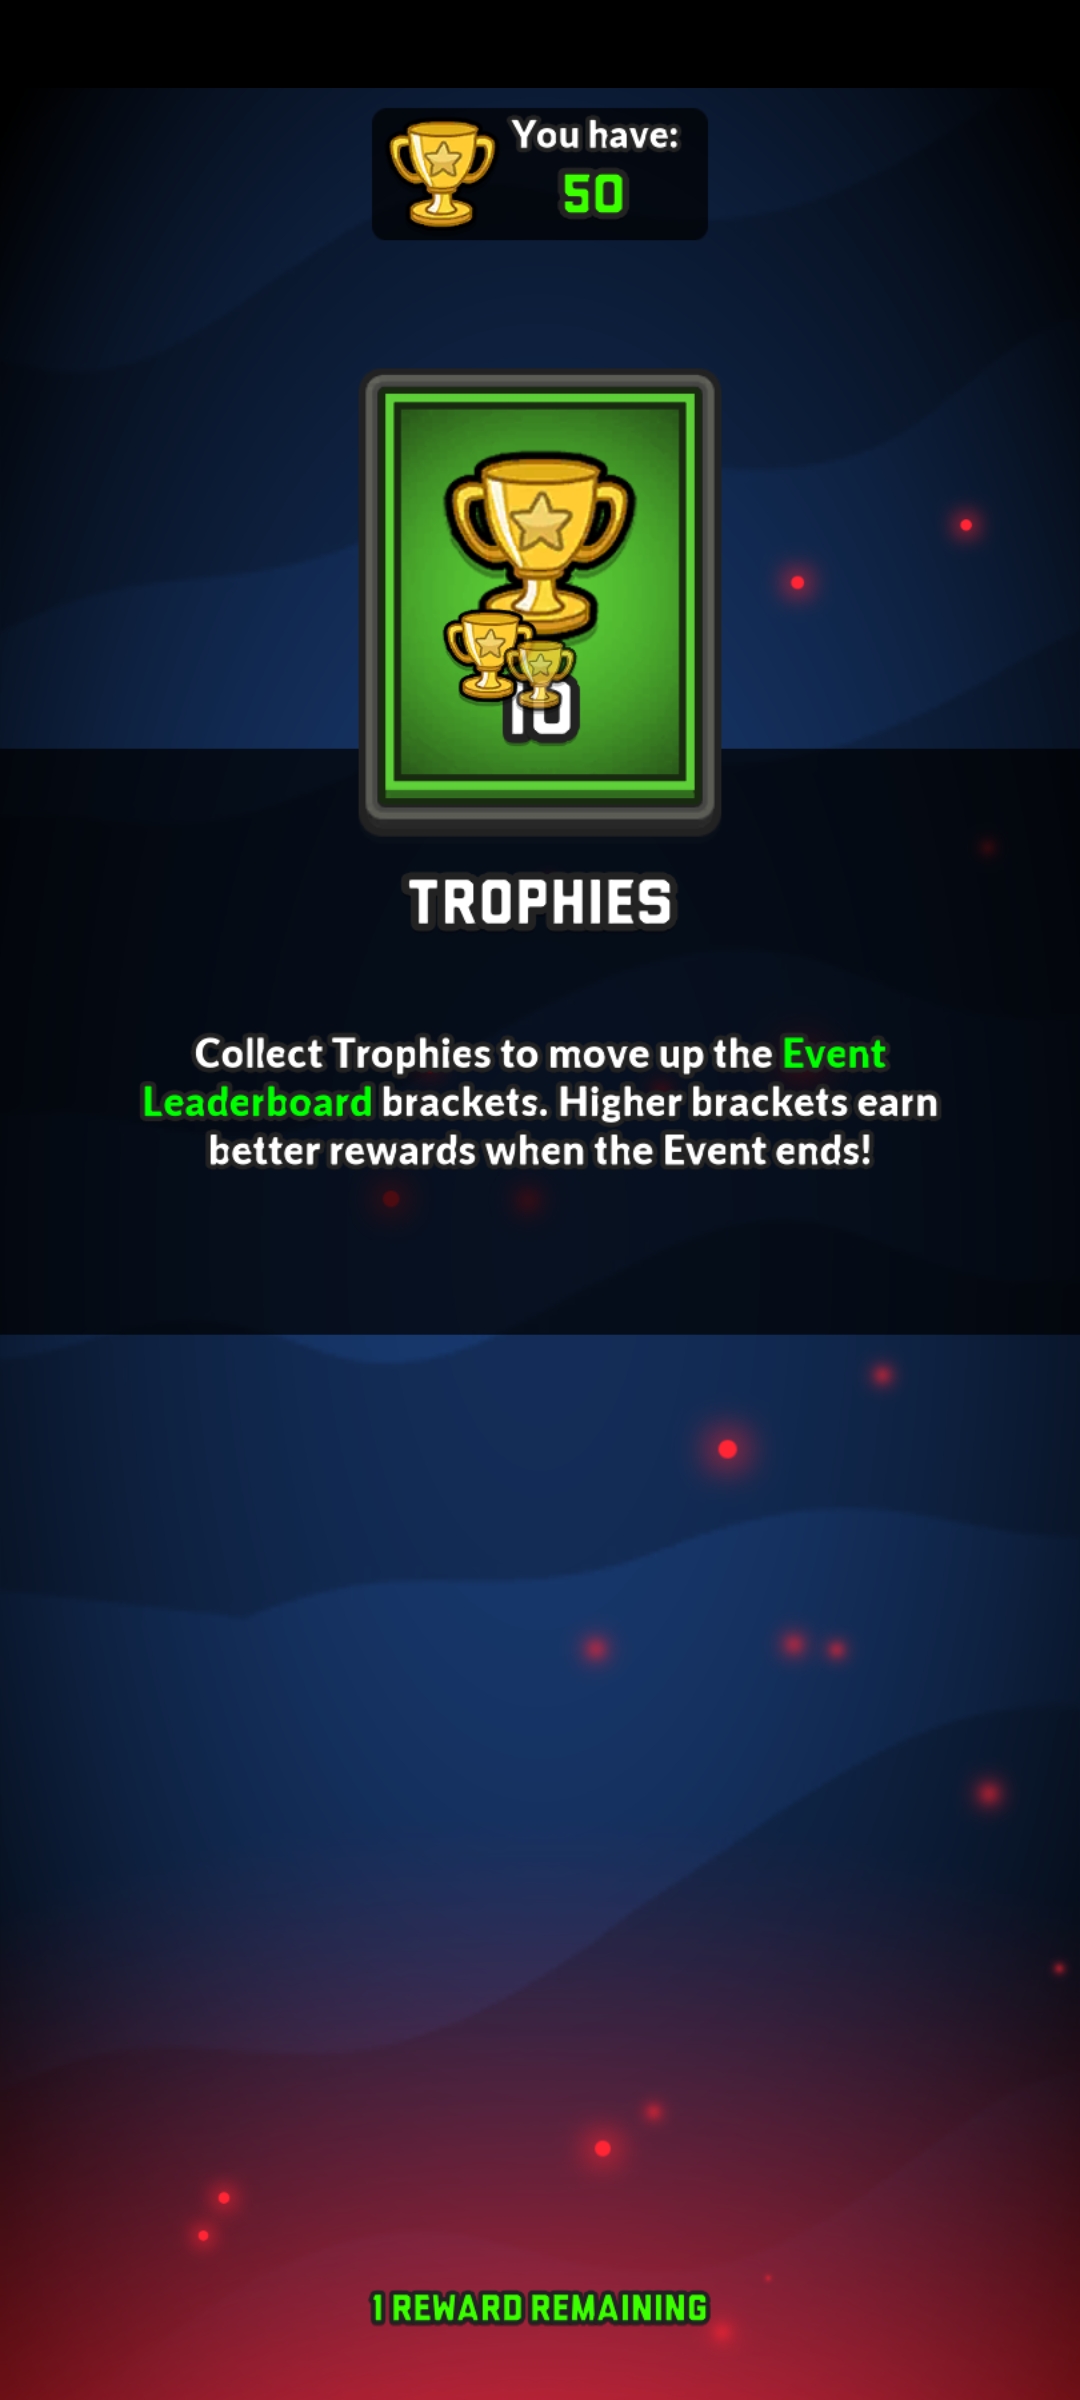 You have:
50
10
TROPHIES
Collect Trophies to move up the Event
Leaderboard brackets. Higher brackets earn
better rewards when the Event ends!
1 REWARD REMAINING